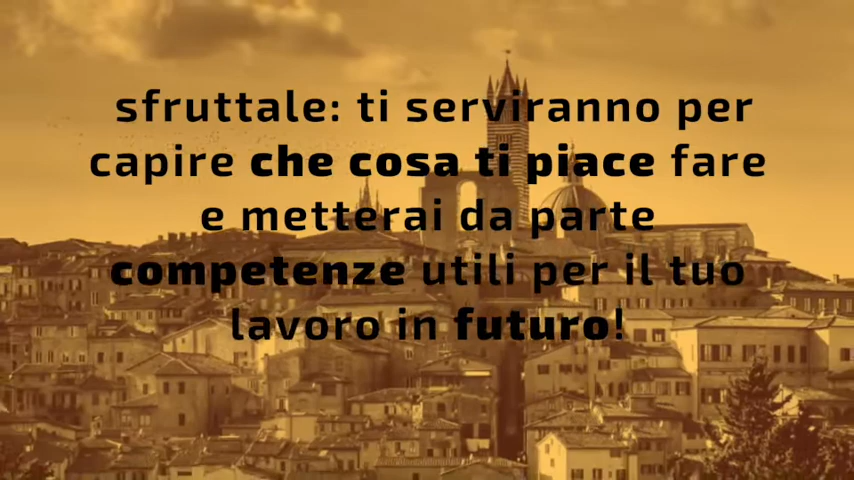 sfruttale: ti serviranno per
capire che cosa ti piace fare
e metterai da parte
competenze utili per il tuo
lavoro in futuro!